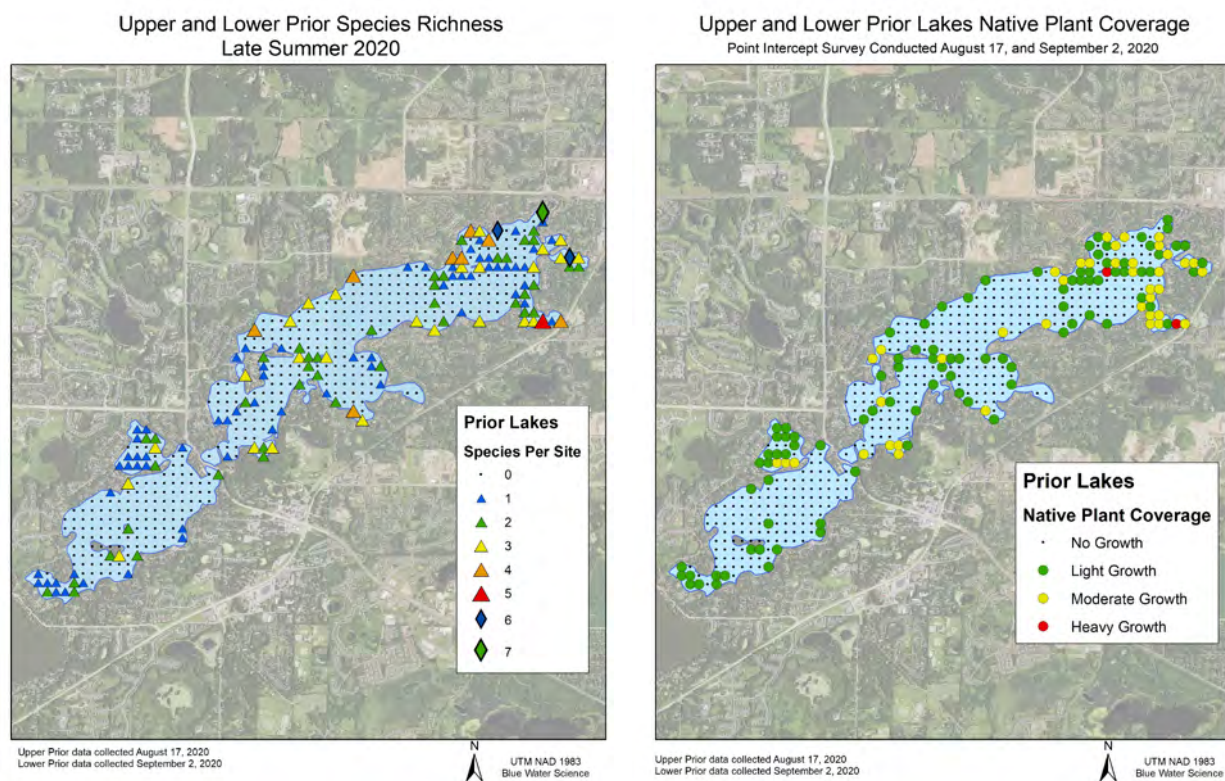 Upper and Lower Prior Species Richness
Late Summer 2020
Prior Lakes
Species Per Site
0
1
2
3
4
5
6
7
Upper Prior data collected August 17, 2020
Lower Prior data collected September 2, 2020
N
UTM NAD 1983
Blue Water Science
Upper and Lower Prior Lakes Native Plant Coverage
Point Intercept Survey Conducted August 17, and September 2, 2020
Prior Lakes
Native Plant Coverage
No Growth
Light Growth
Moderate Growth
Heavy Growth
Upper Prior data collected August 17, 2020
Lower Prior data collected September 2, 2020
N
UTM NAD 1983
Blue Water Science